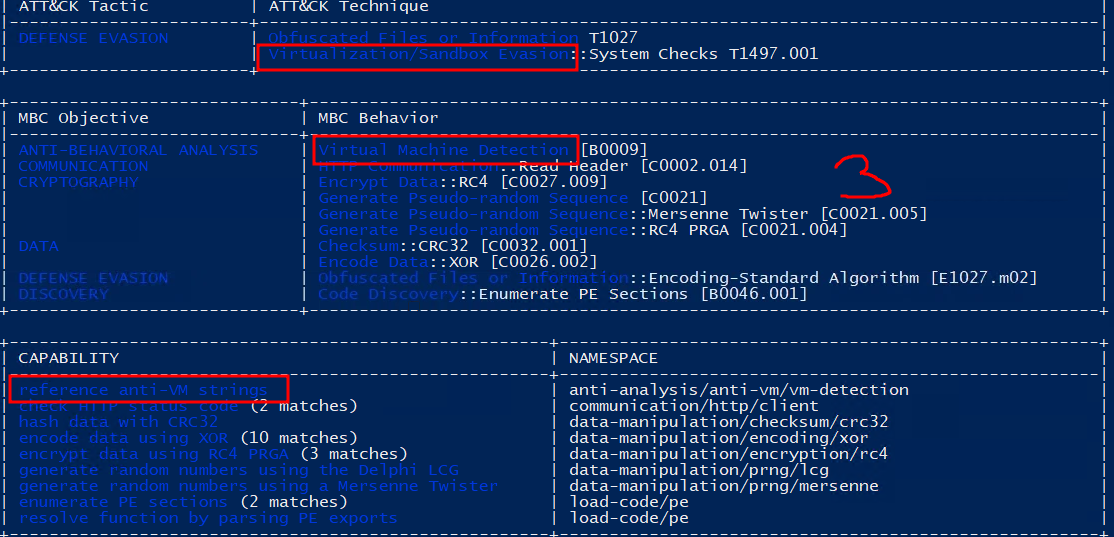 ATT&CK Tactic | ATT&CK Technique
DEFENSE EVASION | Obfuscated Files or Information T1027
Virtualization/Sandbox Evasion::System Checks T1497.001
MBC Objective | MBC Behavior
ANTI-BEHAVIORAL ANALYSIS | Virtual Machine Detection [B0009]
COMMUNICATION | HTTP Communication::Read Header [C0002.014]
CRYPTOGRAPHY | Encrypt Data::RC4 [C0027.009]
Generate Pseudo-random Sequence [C0021]
Generate Pseudo-random Sequence::Mersenne Twister [C0021.005]
Generate Pseudo-random Sequence::RC4 PRGA [C0021.004]
DATA | Checksum::CRC32 [C0032.001]
Encode Data::XOR [C0026.002]
DEFENSE EVASION | Obfuscated Files or Information::Encoding-Standard Algorithm [E1027.m02]
DISCOVERY | Code Discovery::Enumerate PE Sections [B0046.001]
3
CAPABILITY | NAMESPACE
reference anti-VM strings | anti-analysis/anti-vm/vm-detection
check HTTP status code (2 matches) | communication/http/client
hash data with CRC32 | data-manipulation/checksum/crc32
encode data using XOR (10 matches) | data-manipulation/encoding/xor
encrypt data using RC4 PRGA (3 matches) | data-manipulation/encryption/rc4
generate random numbers using the Delphi LCG | data-manipulation/prng/lcg
generate random numbers using a Mersenne Twister | data-manipulation/prng/mersenne
enumerate PE sections (2 matches) | load-code/pe
resolve function by parsing PE exports | load-code/pe